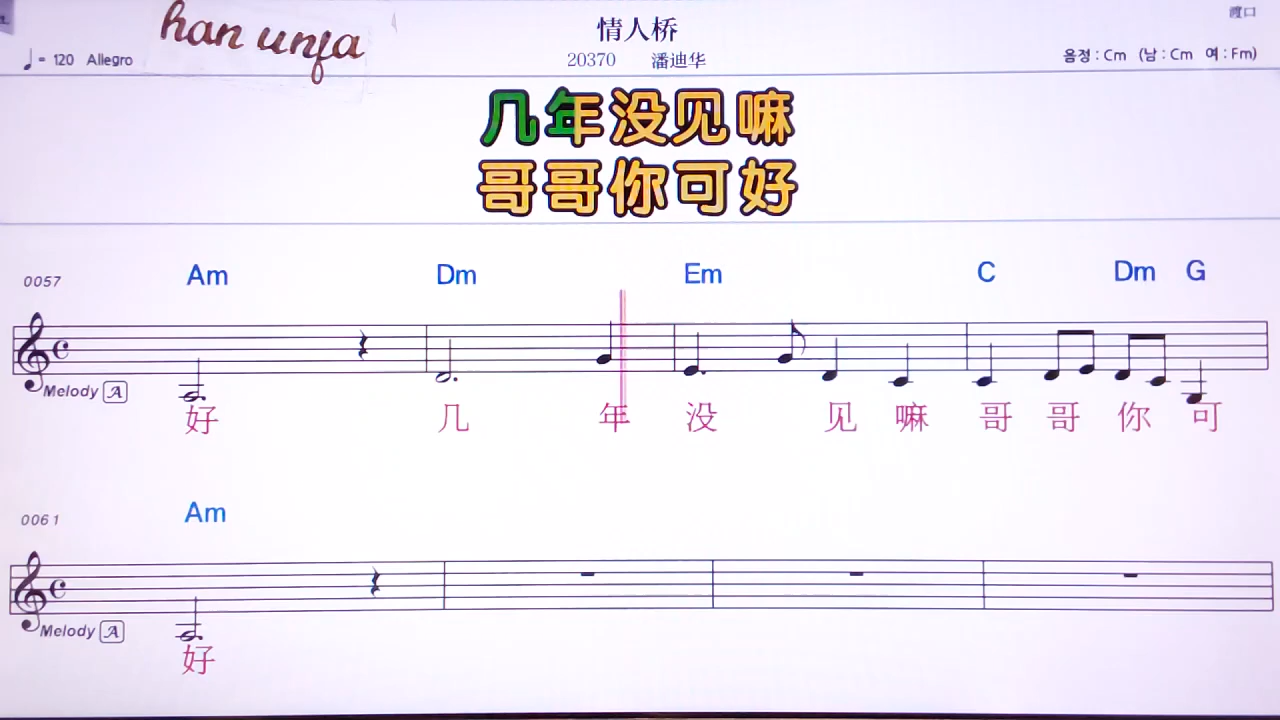 han unja
情人桥
渡口
♩= 120 Allegro
20370 潘迪华
음정 : Cm (남 : Cm 여 : Fm)
几年没见嘛
哥哥你可好
0057 Am Dm Em C Dm G
Melody A
好 几 年 没 见 嘛 哥 哥 你 可
0061 Am
Melody A
好